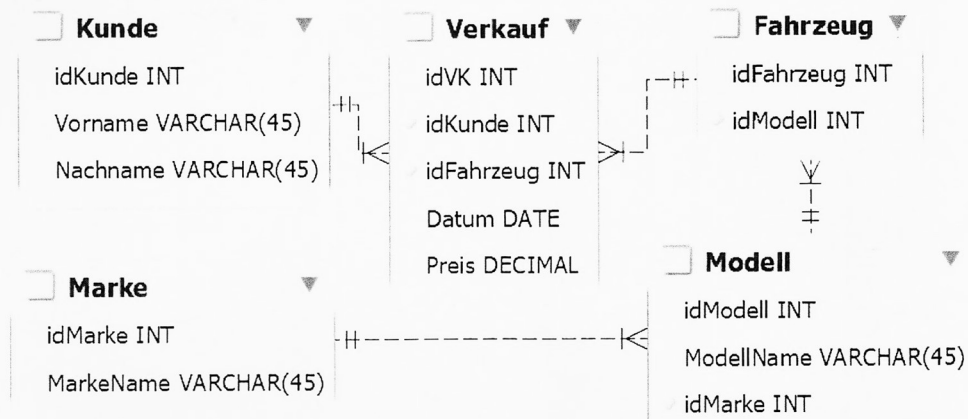 Kunde
idKunde INT
Vorname VARCHAR(45)
Nachname VARCHAR(45)
Verkauf
idVK INT
idKunde INT
idFahrzeug INT
Datum DATE
Preis DECIMAL
Fahrzeug
idFahrzeug INT
idModell INT
Marke
idMarke INT
MarkeName VARCHAR(45)
Modell
idModell INT
ModellName VARCHAR(45)
idMarke INT